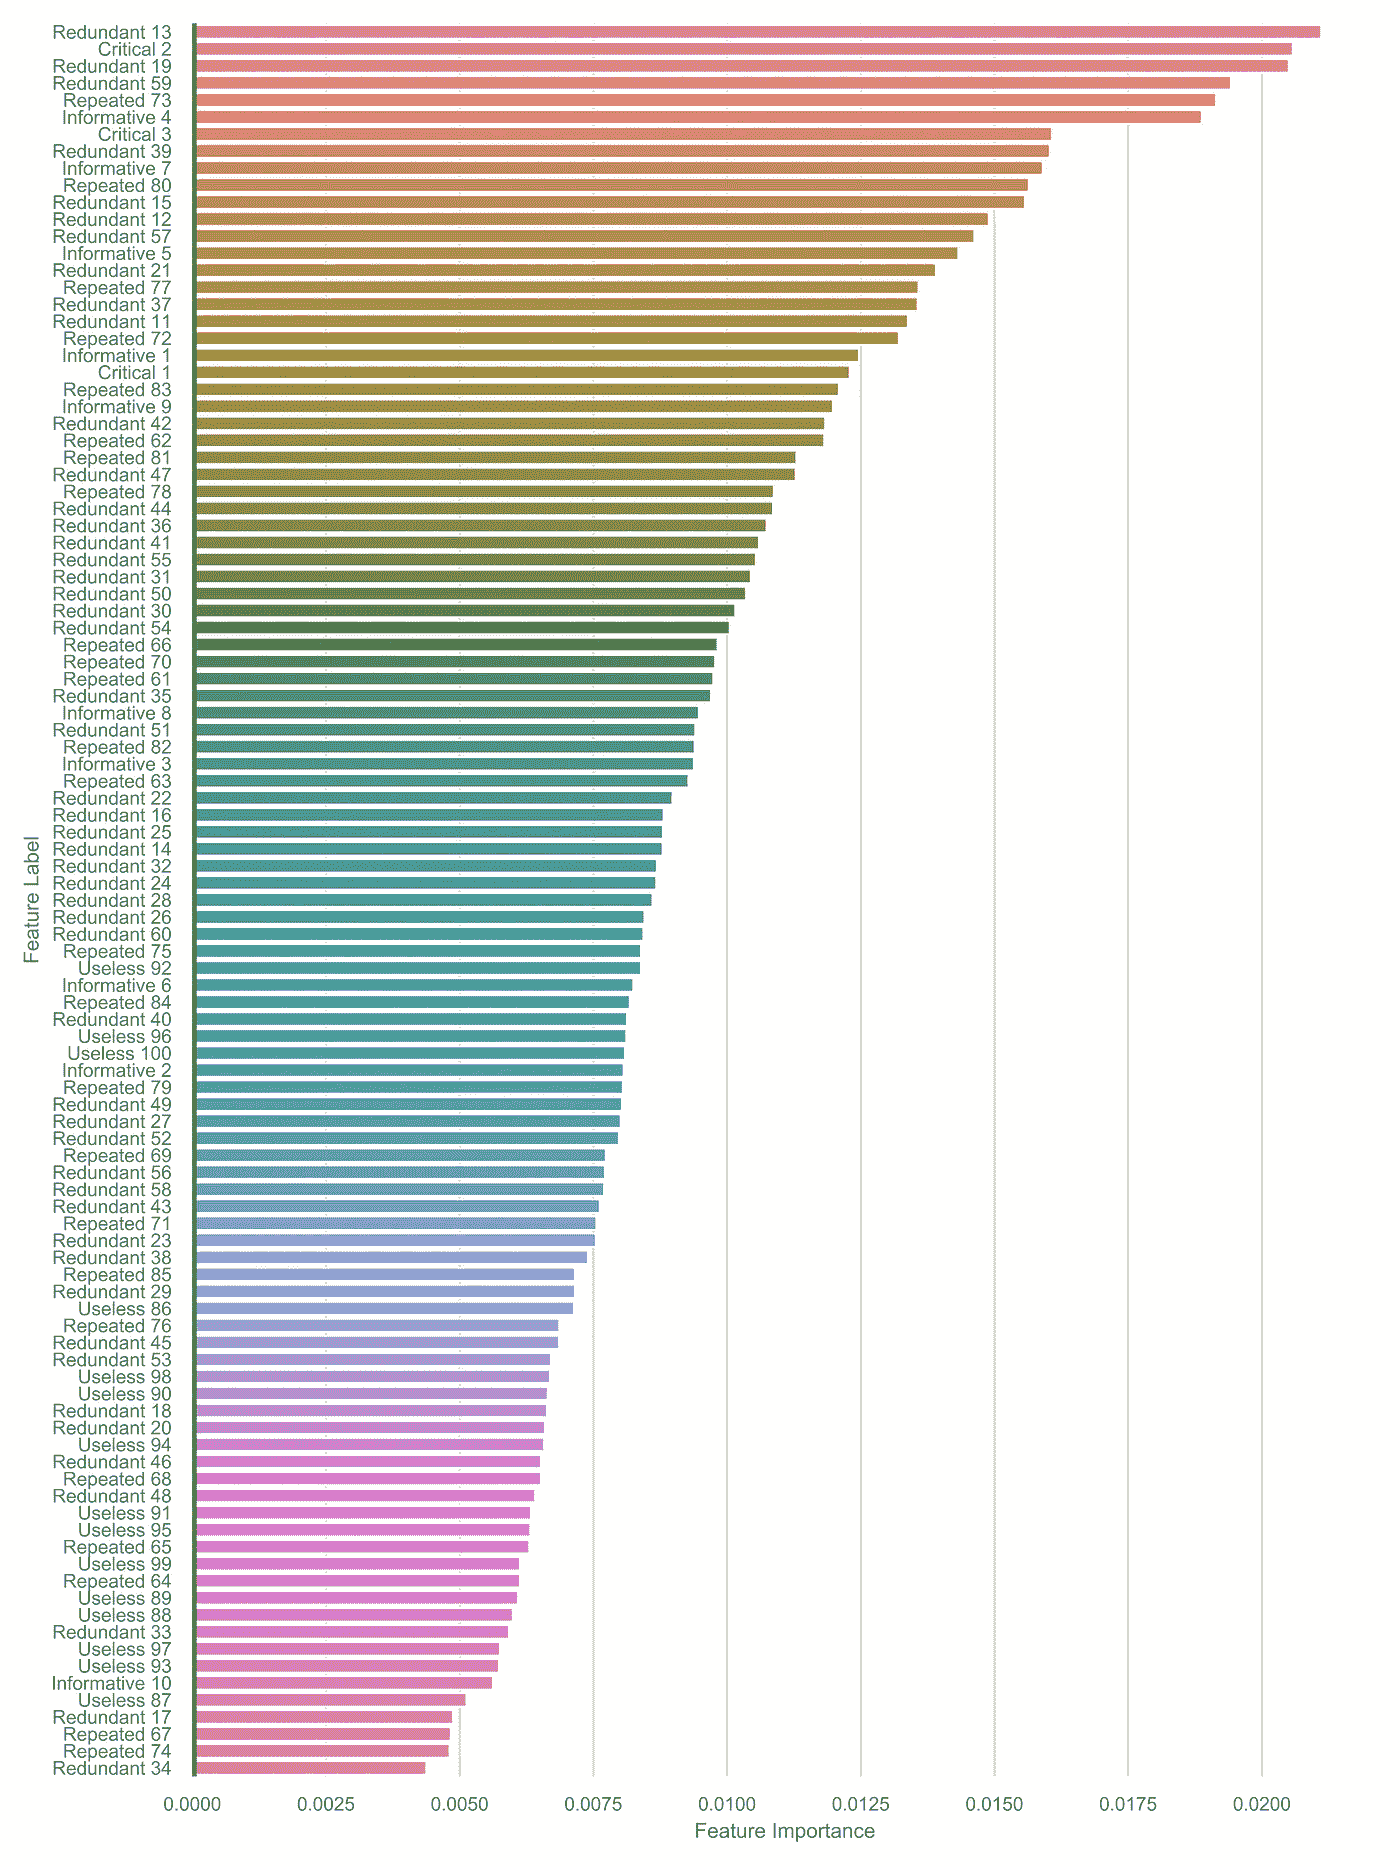 Redundant 13
Critical 2
Redundant 19
Redundant 59
Repeated 73
Informative 4
Critical 3
Redundant 39
Informative 7
Repeated 80
Redundant 15
Redundant 12
Redundant 57
Informative 5
Redundant 21
Repeated 77
Redundant 37
Redundant 11
Repeated 72
Informative 1
Critical 1
Repeated 83
Informative 9
Redundant 42
Repeated 62
Repeated 81
Redundant 47
Repeated 78
Redundant 44
Redundant 36
Redundant 41
Redundant 55
Redundant 31
Redundant 50
Redundant 30
Redundant 54
Repeated 66
Repeated 70
Repeated 61
Redundant 35
Informative 8
Redundant 51
Repeated 82
Informative 3
Repeated 63
Redundant 22
Redundant 16
Redundant 25
Redundant 14
Redundant 32
Redundant 24
Redundant 28
Redundant 26
Redundant 60
Repeated 75
Useless 92
Informative 6
Repeated 84
Redundant 40
Useless 96
Useless 100
Informative 2
Repeated 79
Redundant 49
Redundant 27
Redundant 52
Repeated 69
Redundant 56
Redundant 58
Redundant 43
Repeated 71
Redundant 23
Redundant 38
Repeated 85
Redundant 29
Useless 86
Repeated 76
Redundant 45
Redundant 53
Useless 98
Useless 90
Redundant 18
Redundant 20
Useless 94
Redundant 46
Repeated 68
Redundant 48
Useless 91
Useless 95
Repeated 65
Useless 99
Repeated 64
Useless 89
Useless 88
Redundant 33
Useless 97
Useless 93
Informative 10
Useless 87
Redundant 17
Repeated 67
Repeated 74
Redundant 34
Feature Label
0.0000 0.0025 0.0050 0.0075 0.0100 0.0125 0.0150 0.0175 0.0200
Feature Importance